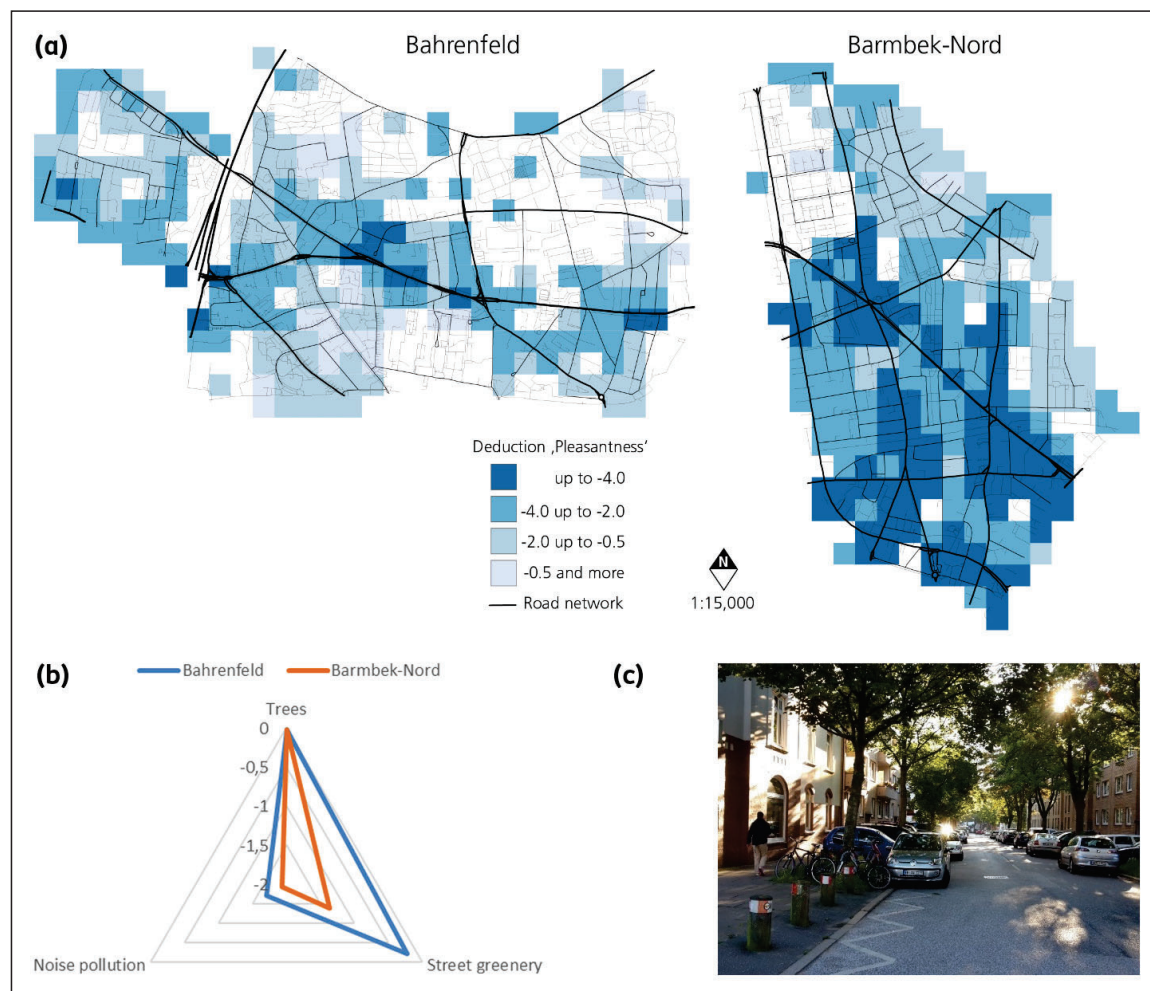 (a)
Bahrenfeld
Barmbek-Nord
Deduction ‚Pleasantness‘
up to -4.0
-4.0 up to -2.0
-2.0 up to -0.5
-0.5 and more
Road network
N
1:15,000
(b)
Bahrenfeld
Barmbek-Nord
(c)
Trees
0
-0,5
-1
-1,5
-2
Noise pollution
Street greenery